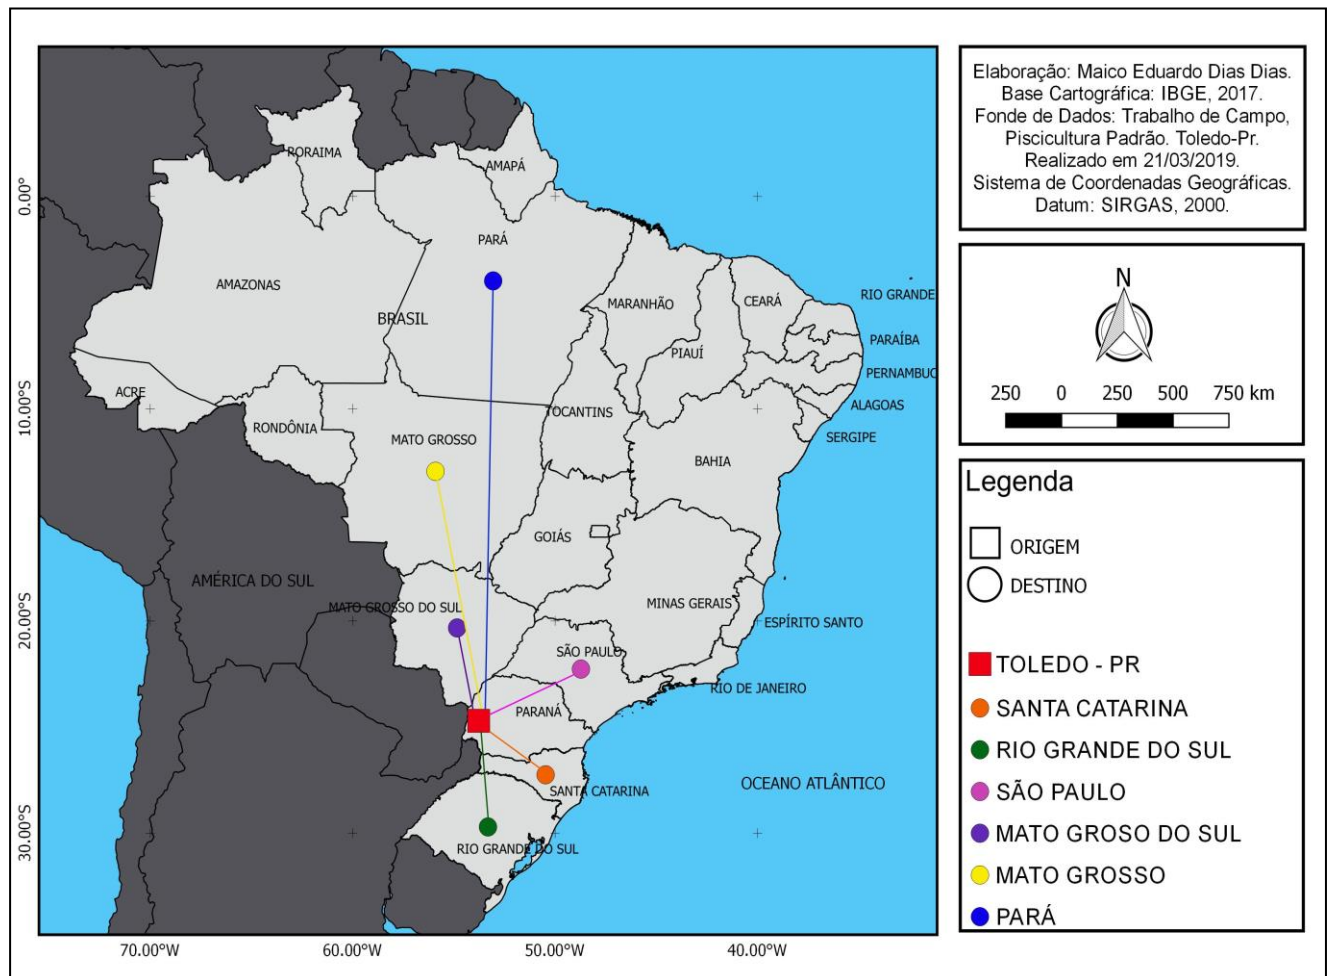 Elaboração: Maico Eduardo Dias Dias.
Base Cartográfica: IBGE, 2017.
Fonde de Dados: Trabalho de Campo,
Piscicultura Padrão. Toledo-Pr.
Realizado em 21/03/2019.
Sistema de Coordenadas Geográficas.
Datum: SIRGAS, 2000.
N
250 0 250 500 750 km
Legenda
ORIGEM
DESTINO
TOLEDO - PR
SANTA CATARINA
RIO GRANDE DO SUL
SÃO PAULO
MATO GROSO DO SUL
MATO GROSSO
PARÁ
RORAIMA
AMAPÁ
PARÁ
AMAZONAS
BRASIL
MARANHÃO
CEARÁ
RIO GRANDE
PARAÍBA
PIAUÍ
PERNAMBUC
ACRE
ALAGOAS
TOCANTINS
RONDÔNIA
SERGIPE
MATO GROSSO
BAHIA
GOIÁS
AMÉRICA DO SUL
MATO GROSSO DO SUL
MINAS GERAIS
ESPÍRITO SANTO
SÃO PAULO
RIO DE JANEIRO
PARANÁ
OCEANO ATLÂNTICO
SANTA CATARINA
RIO GRANDE DO SUL
0.00°
10.00°S
20.00°S
30.00°S
70.00°W 60.00°W 50.00°W 40.00°W